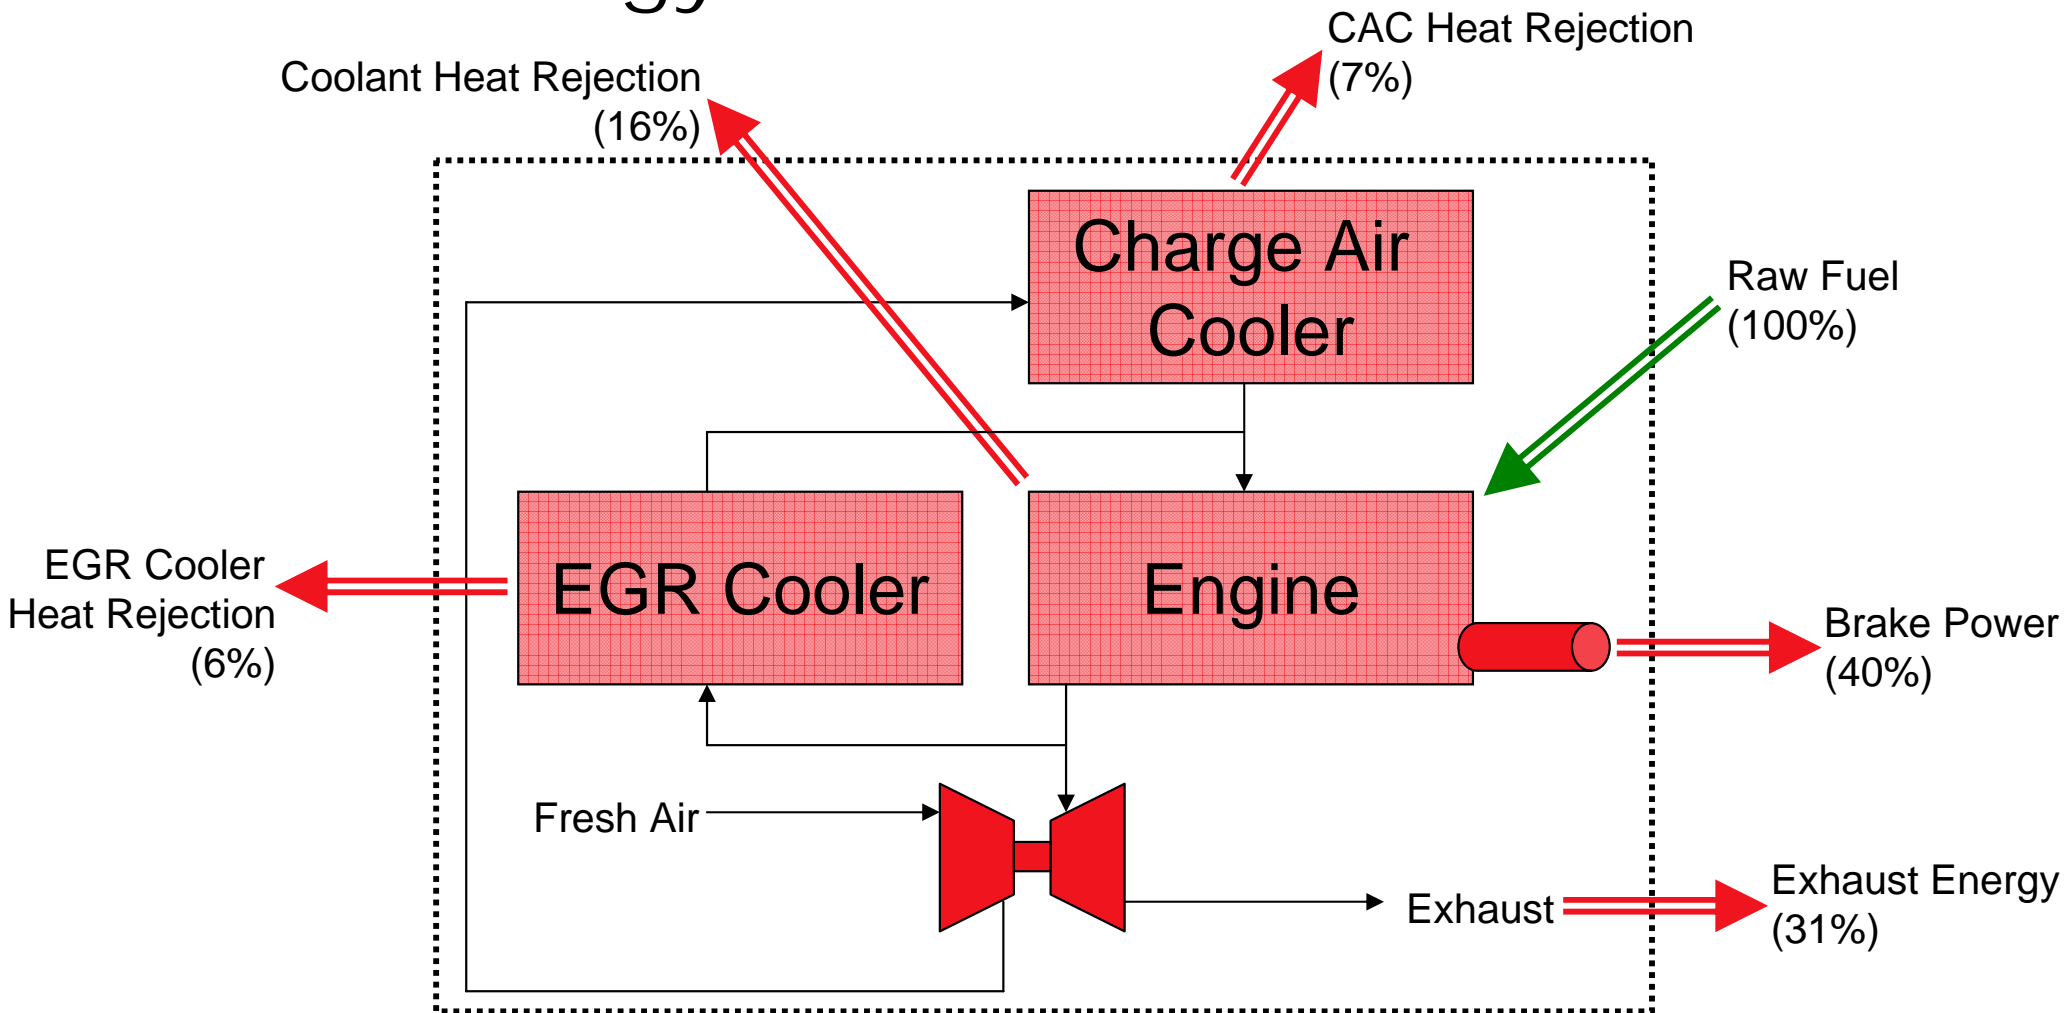 CAC Heat Rejection
(7%)
Coolant Heat Rejection
(16%)
Charge Air
Cooler
Raw Fuel
(100%)
EGR Cooler
Heat Rejection
(6%)
EGR Cooler
Engine
Brake Power
(40%)
Fresh Air
Exhaust
Exhaust Energy
(31%)